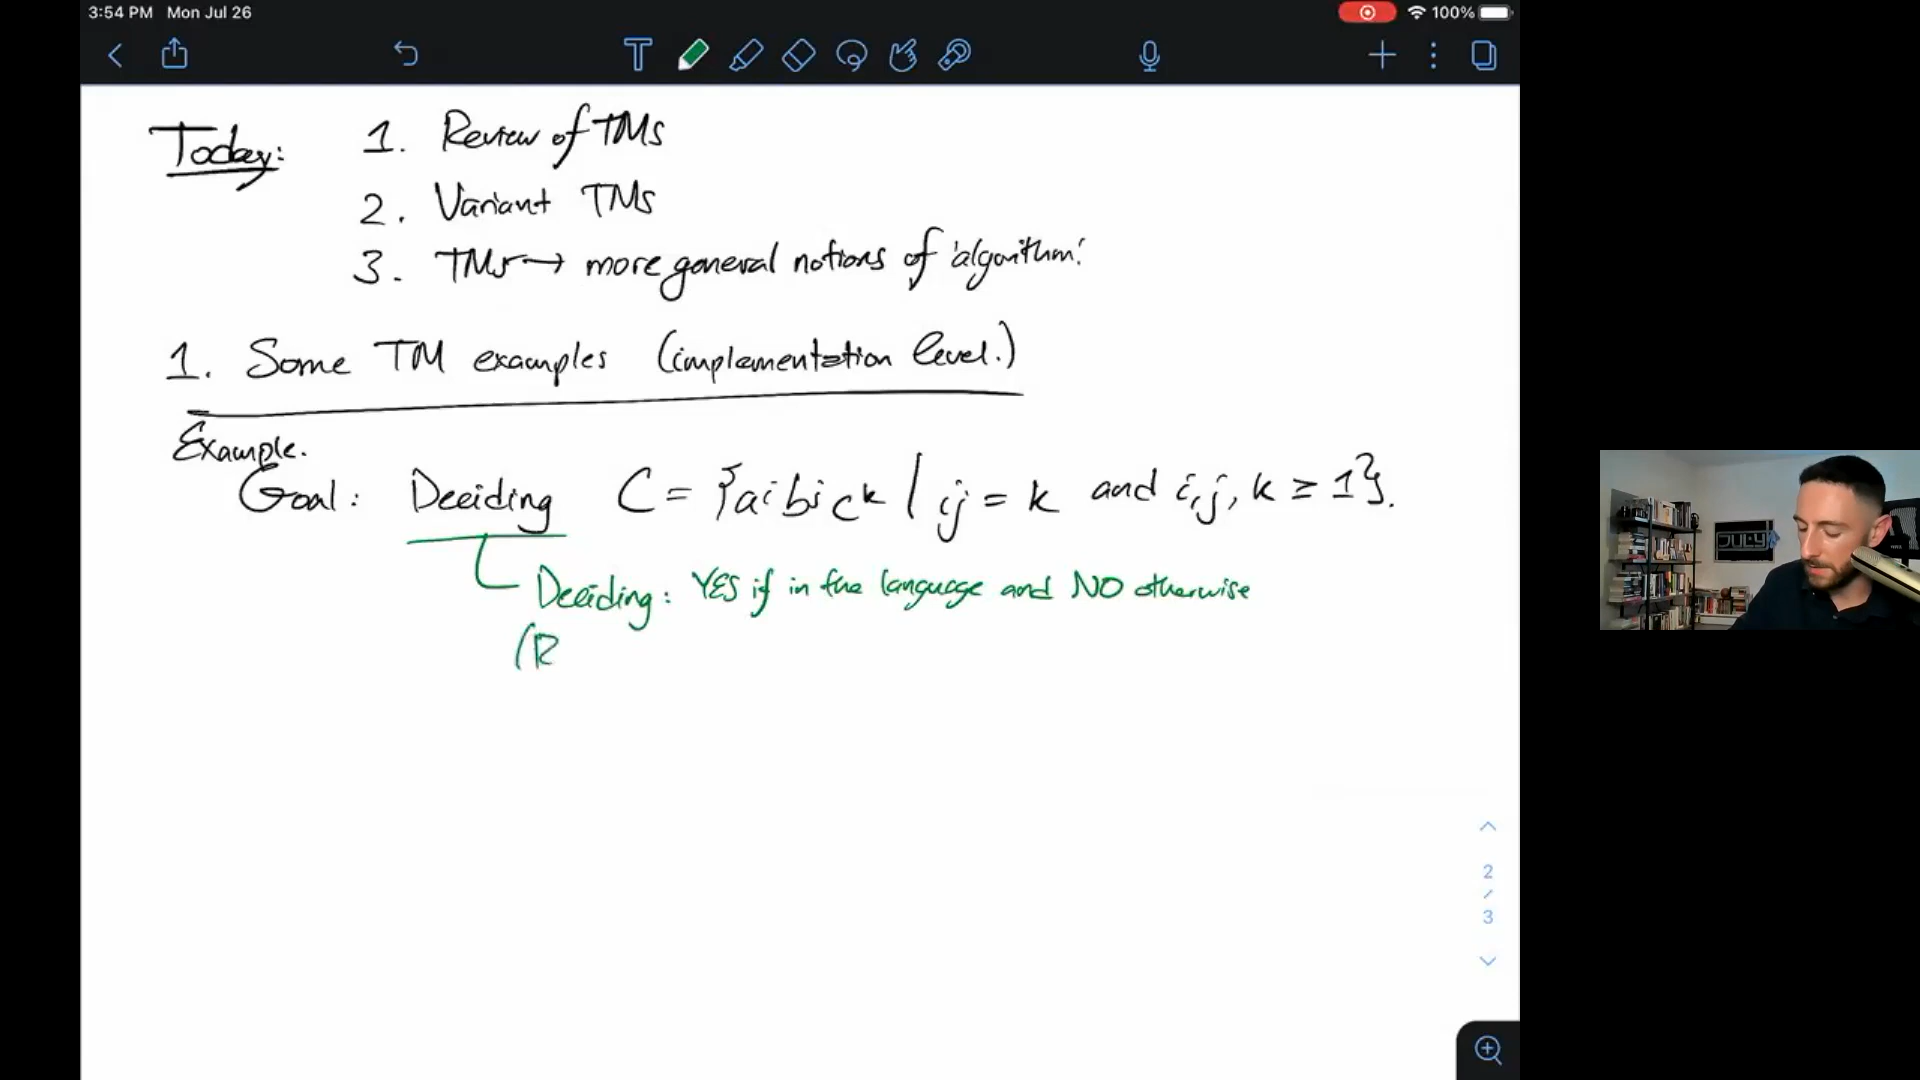 3:54 PM Mon Jul 26
100%
Today: 1. Review of TMs
2. Variant TMs
3. TMs → more general notions of 'algorithm.'
1. Some TM examples (implementation level.)
Example.
Goal: Deciding C = {aⁱbʲcᵏ | ij = k and i,j, k ≥ 1}.
Deciding: YES if in the language and NO otherwise
(R
2
/
3
JULY